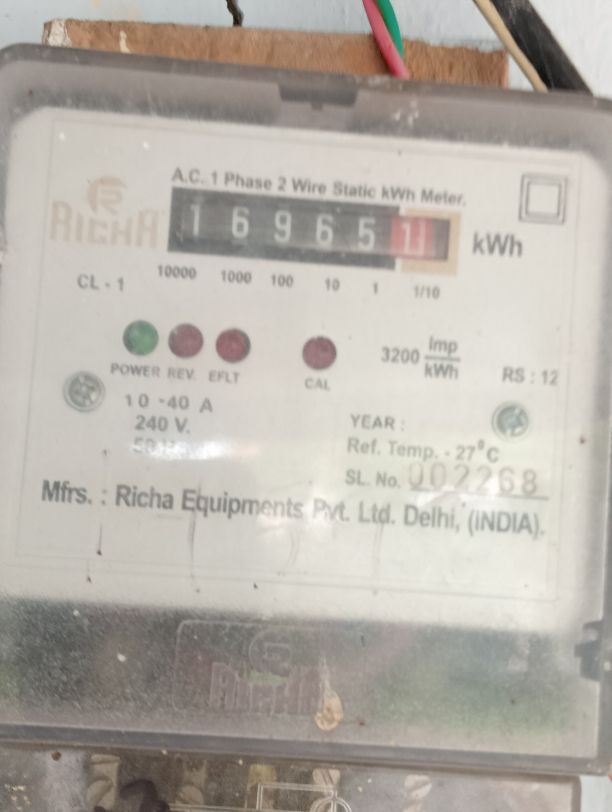 A.C. 1 Phase 2 Wire Static kWh Meter.
RICHA
1 6 9 6 5 1 kWh
CL - 1
10000 1000 100 10 1 1/10
3200 imp/kWh
POWER REV. EFLT CAL
RS : 12
10 -40 A
240 V.
YEAR :
Ref. Temp. - 27°C
SL. No. 002268
Mfrs. : Richa Equipments Pvt. Ltd. Delhi, (INDIA).
RICHA